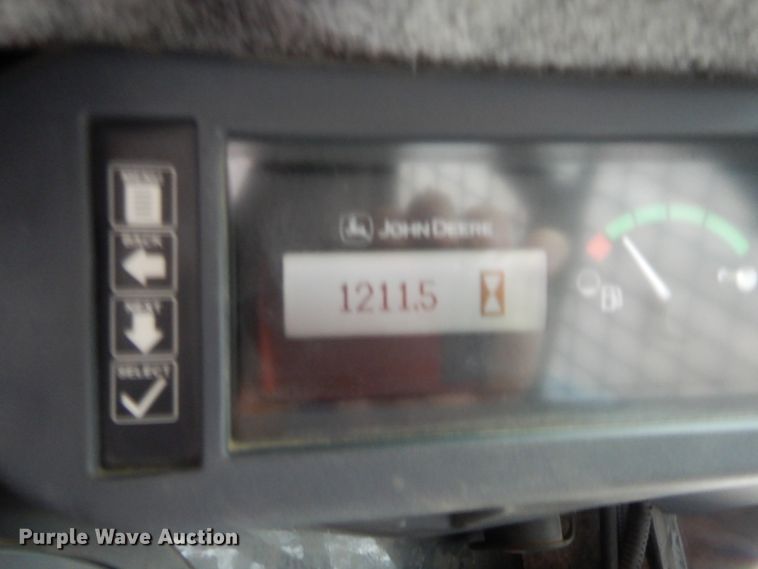 MENU
BACK
NEXT
SELECT
JOHN DEERE
1211.5
Purple Wave Auction